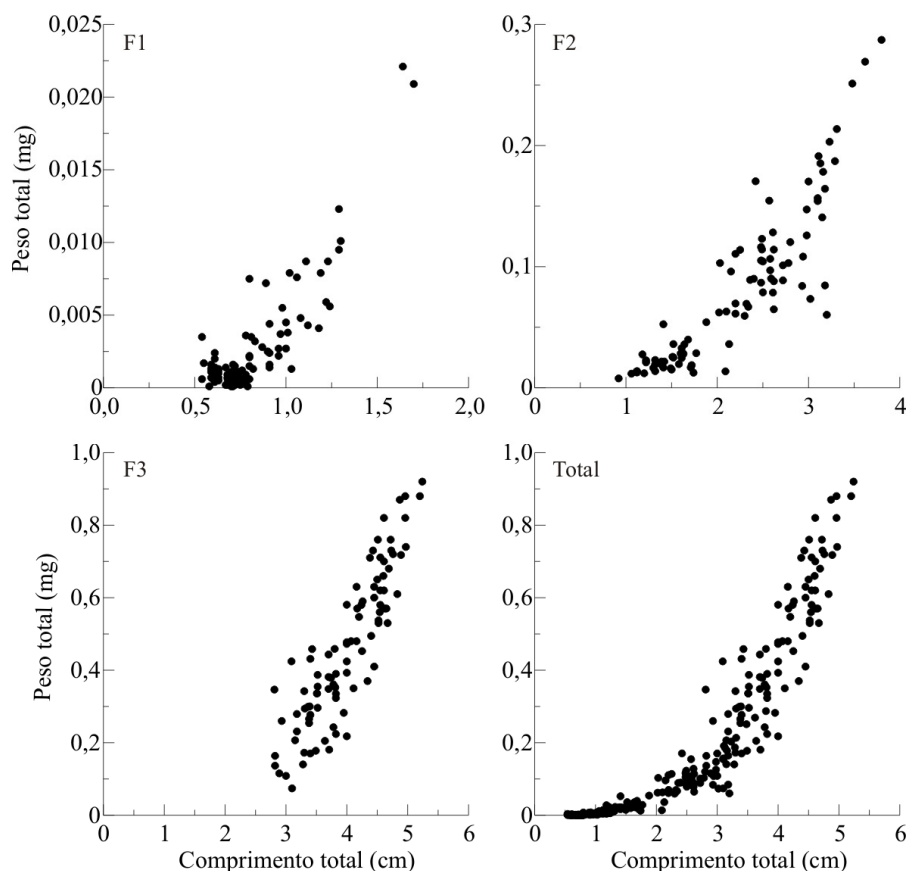 F1
Peso total (mg)
0,025
0,020
0,015
0,010
0,005
0
0,0 0,5 1,0 1,5 2,0
F2
0,3
0,2
0,1
0
0 1 2 3 4
F3
Peso total (mg)
1,0
0,8
0,6
0,4
0,2
0
0 1 2 3 4 5 6
Comprimento total (cm)
Total
1,0
0,8
0,6
0,4
0,2
0
0 1 2 3 4 5 6
Comprimento total (cm)